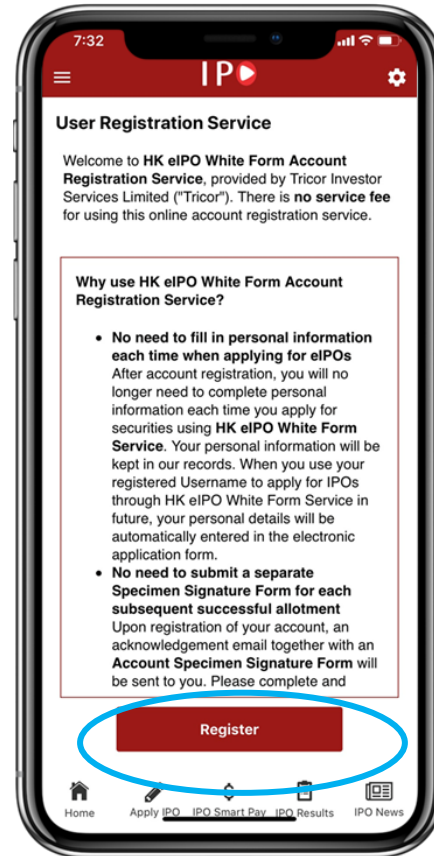 7:32
IPO
User Registration Service
Welcome to HK eIPO White Form Account
Registration Service, provided by Tricor Investor
Services Limited ("Tricor"). There is no service fee
for using this online account registration service.
Why use HK eIPO White Form Account
Registration Service?
• No need to fill in personal information
each time when applying for eIPOs
After account registration, you will no
longer need to complete personal
information each time you apply for
securities using HK eIPO White Form
Service. Your personal information will be
kept in our records. When you use your
registered Username to apply for IPOs
through HK eIPO White Form Service in
future, your personal details will be
automatically entered in the electronic
application form.
• No need to submit a separate
Specimen Signature Form for each
subsequent successful allotment
Upon registration of your account, an
acknowledgement email together with an
Account Specimen Signature Form will
be sent to you. Please complete and
Register
Home Apply IPO IPO Smart Pay IPO Results IPO News